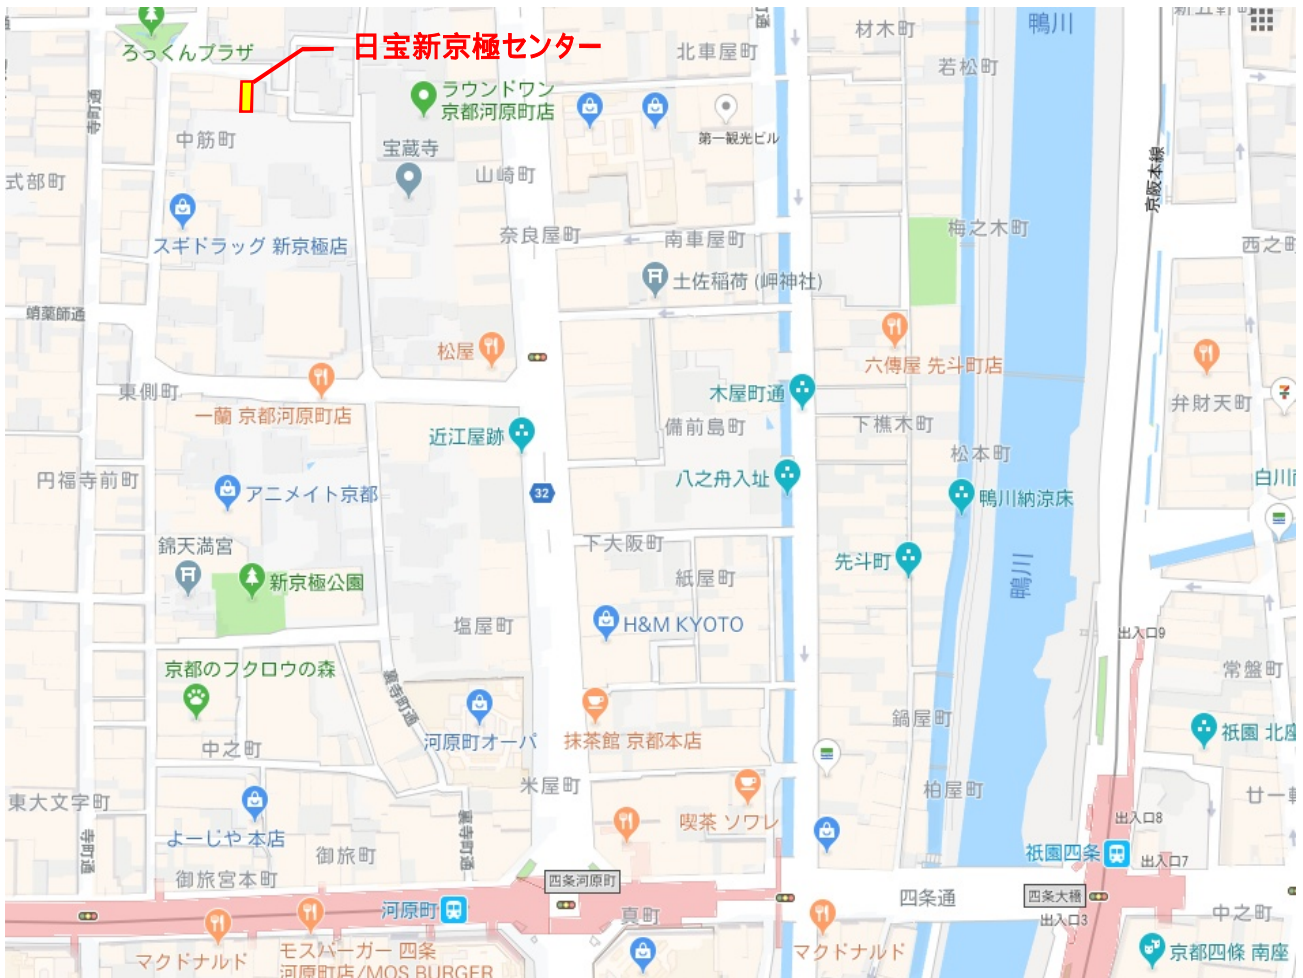 鴨川
新五軒町
材木町
日宝新京極センター
ろっくんプラザ
北車屋町
若松町
ラウンドワン
京都河原町店
寺町通
第一観光ビル
中筋町
宝蔵寺
山崎町
京阪本線
式部町
梅之木町
奈良屋町
南車屋町
西之町
スギドラッグ 新京極店
土佐稲荷 (岬神社)
蛸薬師通
松屋
六傳屋 先斗町店
東側町
木屋町通
弁財天町
一蘭 京都河原町店
近江屋跡
備前島町
下樵木町
松本町
円福寺前町
八之舟入址
白川
アニメイト京都
32
鴨川納涼床
錦天満宮
下大阪町
先斗町
新京極公園
紙屋町
鴨川
塩屋町
H&M KYOTO
出入口9
京都のフクロウの森
常盤町
裏寺町通
鍋屋町
祇園 北座
中之町
河原町オーパ
抹茶館 京都本店
米屋町
柏屋町
東大文字町
廿一軒
喫茶 ソワレ
出入口8
よーじや 本店
裏寺町通
寺町通
御旅町
祇園四条
出入口7
御旅宮本町
四条河原町
四条通
四条大橋
河原町
真町
出入口3
中之町
マクドナルド
モスバーガー 四条
河原町店/MOS BURGER
マクドナルド
京都四條 南座